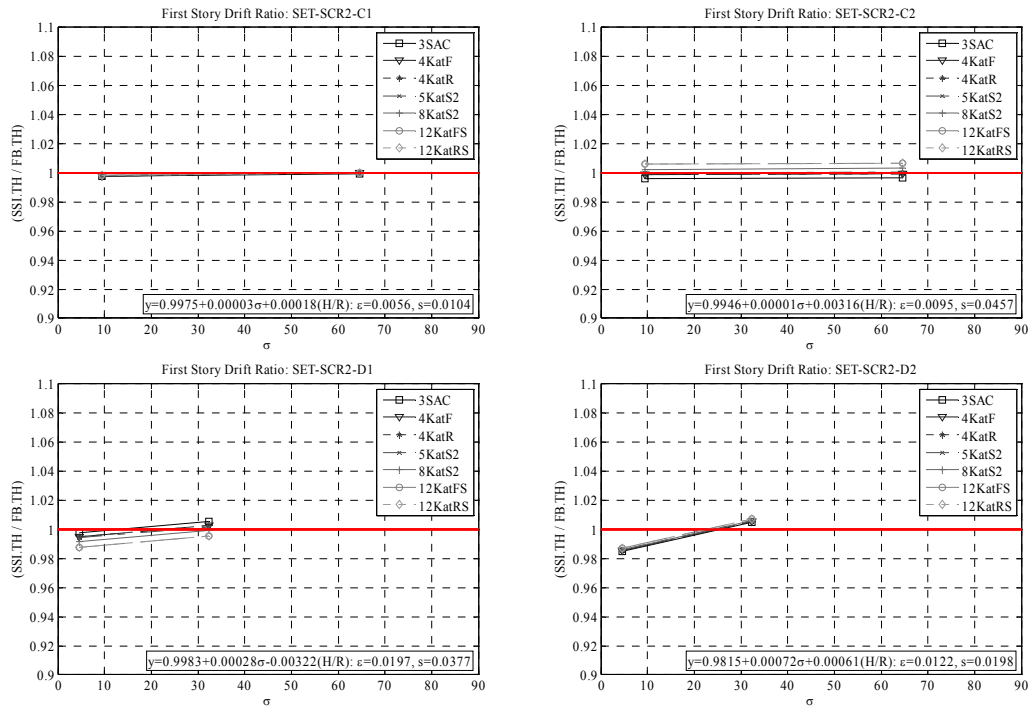 First Story Drift Ratio: SET-SCR2-C1
(SSI.TH / FB.TH)
1.1
1.08
1.06
1.04
1.02
1
0.98
0.96
0.94
0.92
0.9
3SAC
4KatF
4KatR
5KatS2
8KatS2
12KatFS
12KatRS
y=0.9975+0.00003σ+0.00018(H/R): ε=0.0056, s=0.0104
0 10 20 30 40 50 60 70 80 90
σ
First Story Drift Ratio: SET-SCR2-C2
(SSI.TH / FB.TH)
1.1
1.08
1.06
1.04
1.02
1
0.98
0.96
0.94
0.92
0.9
3SAC
4KatF
4KatR
5KatS2
8KatS2
12KatFS
12KatRS
y=0.9946+0.00001σ+0.00316(H/R): ε=0.0095, s=0.0457
0 10 20 30 40 50 60 70 80 90
σ
First Story Drift Ratio: SET-SCR2-D1
(SSI.TH / FB.TH)
1.1
1.08
1.06
1.04
1.02
1
0.98
0.96
0.94
0.92
0.9
3SAC
4KatF
4KatR
5KatS2
8KatS2
12KatFS
12KatRS
y=0.9983+0.00028σ-0.00322(H/R): ε=0.0197, s=0.0377
0 10 20 30 40 50 60 70 80 90
σ
First Story Drift Ratio: SET-SCR2-D2
(SSI.TH / FB.TH)
1.1
1.08
1.06
1.04
1.02
1
0.98
0.96
0.94
0.92
0.9
3SAC
4KatF
4KatR
5KatS2
8KatS2
12KatFS
12KatRS
y=0.9815+0.00072σ+0.00061(H/R): ε=0.0122, s=0.0198
0 10 20 30 40 50 60 70 80 90
σ